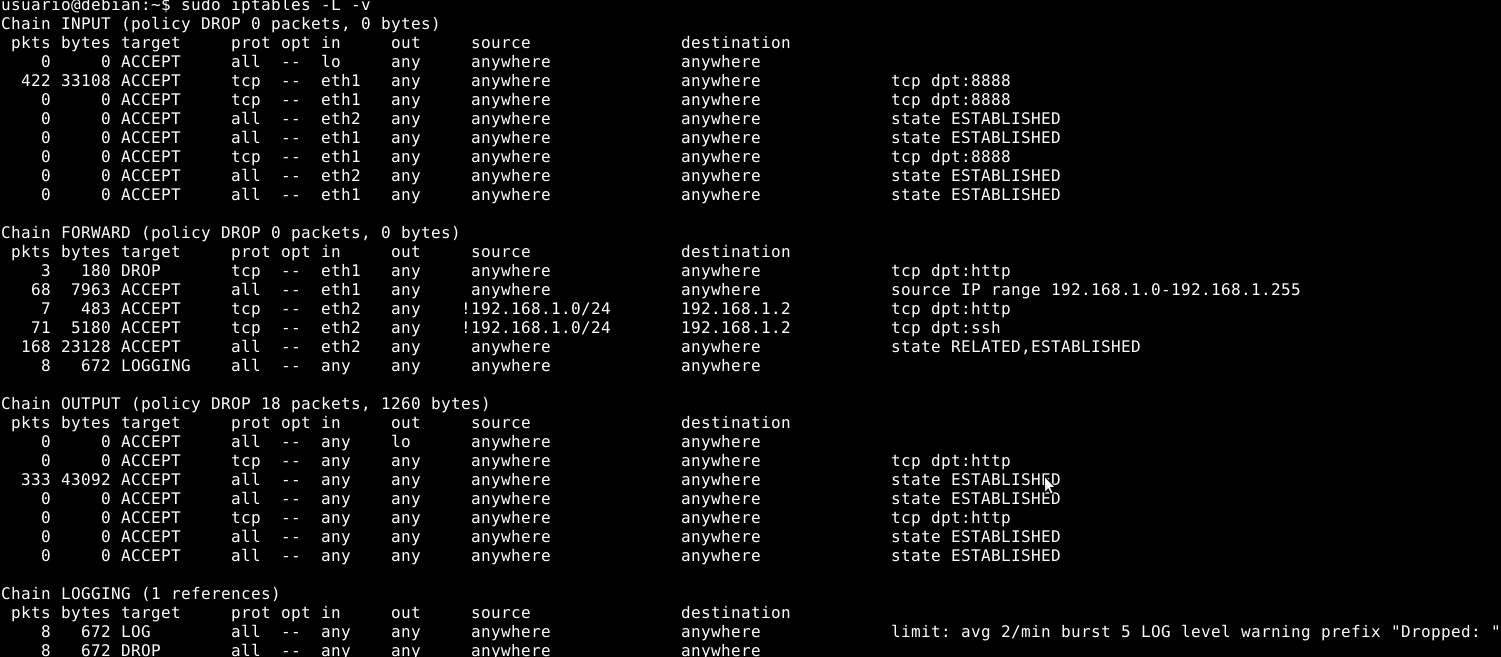 usuario@debian:~$ sudo iptables -L -v
Chain INPUT (policy DROP 0 packets, 0 bytes)
 pkts bytes target     prot opt in     out     source               destination
    0     0 ACCEPT     all  --  lo     any     anywhere             anywhere
  422 33108 ACCEPT     tcp  --  eth1   any     anywhere             anywhere             tcp dpt:8888
    0     0 ACCEPT     tcp  --  eth1   any     anywhere             anywhere             tcp dpt:8888
    0     0 ACCEPT     all  --  eth2   any     anywhere             anywhere             state ESTABLISHED
    0     0 ACCEPT     all  --  eth1   any     anywhere             anywhere             state ESTABLISHED
    0     0 ACCEPT     tcp  --  eth1   any     anywhere             anywhere             tcp dpt:8888
    0     0 ACCEPT     all  --  eth2   any     anywhere             anywhere             state ESTABLISHED
    0     0 ACCEPT     all  --  eth1   any     anywhere             anywhere             state ESTABLISHED

Chain FORWARD (policy DROP 0 packets, 0 bytes)
 pkts bytes target     prot opt in     out     source               destination
    3   180 DROP       tcp  --  eth1   any     anywhere             anywhere             tcp dpt:http
   68  7963 ACCEPT     all  --  eth1   any     anywhere             anywhere             source IP range 192.168.1.0-192.168.1.255
    7   483 ACCEPT     tcp  --  eth2   any    !192.168.1.0/24       192.168.1.2          tcp dpt:http
   71  5180 ACCEPT     tcp  --  eth2   any    !192.168.1.0/24       192.168.1.2          tcp dpt:ssh
  168 23128 ACCEPT     all  --  eth2   any     anywhere             anywhere             state RELATED,ESTABLISHED
    8   672 LOGGING    all  --  any    any     anywhere             anywhere

Chain OUTPUT (policy DROP 18 packets, 1260 bytes)
 pkts bytes target     prot opt in     out     source               destination
    0     0 ACCEPT     all  --  any    lo      anywhere             anywhere
    0     0 ACCEPT     tcp  --  any    any     anywhere             anywhere             tcp dpt:http
  333 43092 ACCEPT     all  --  any    any     anywhere             anywhere             state ESTABLISHED
    0     0 ACCEPT     all  --  any    any     anywhere             anywhere             state ESTABLISHED
    0     0 ACCEPT     tcp  --  any    any     anywhere             anywhere             tcp dpt:http
    0     0 ACCEPT     all  --  any    any     anywhere             anywhere             state ESTABLISHED
    0     0 ACCEPT     all  --  any    any     anywhere             anywhere             state ESTABLISHED

Chain LOGGING (1 references)
 pkts bytes target     prot opt in     out     source               destination
    8   672 LOG        all  --  any    any     anywhere             anywhere             limit: avg 2/min burst 5 LOG level warning prefix "Dropped: "
    8   672 DROP       all  --  any    any     anywhere             anywhere